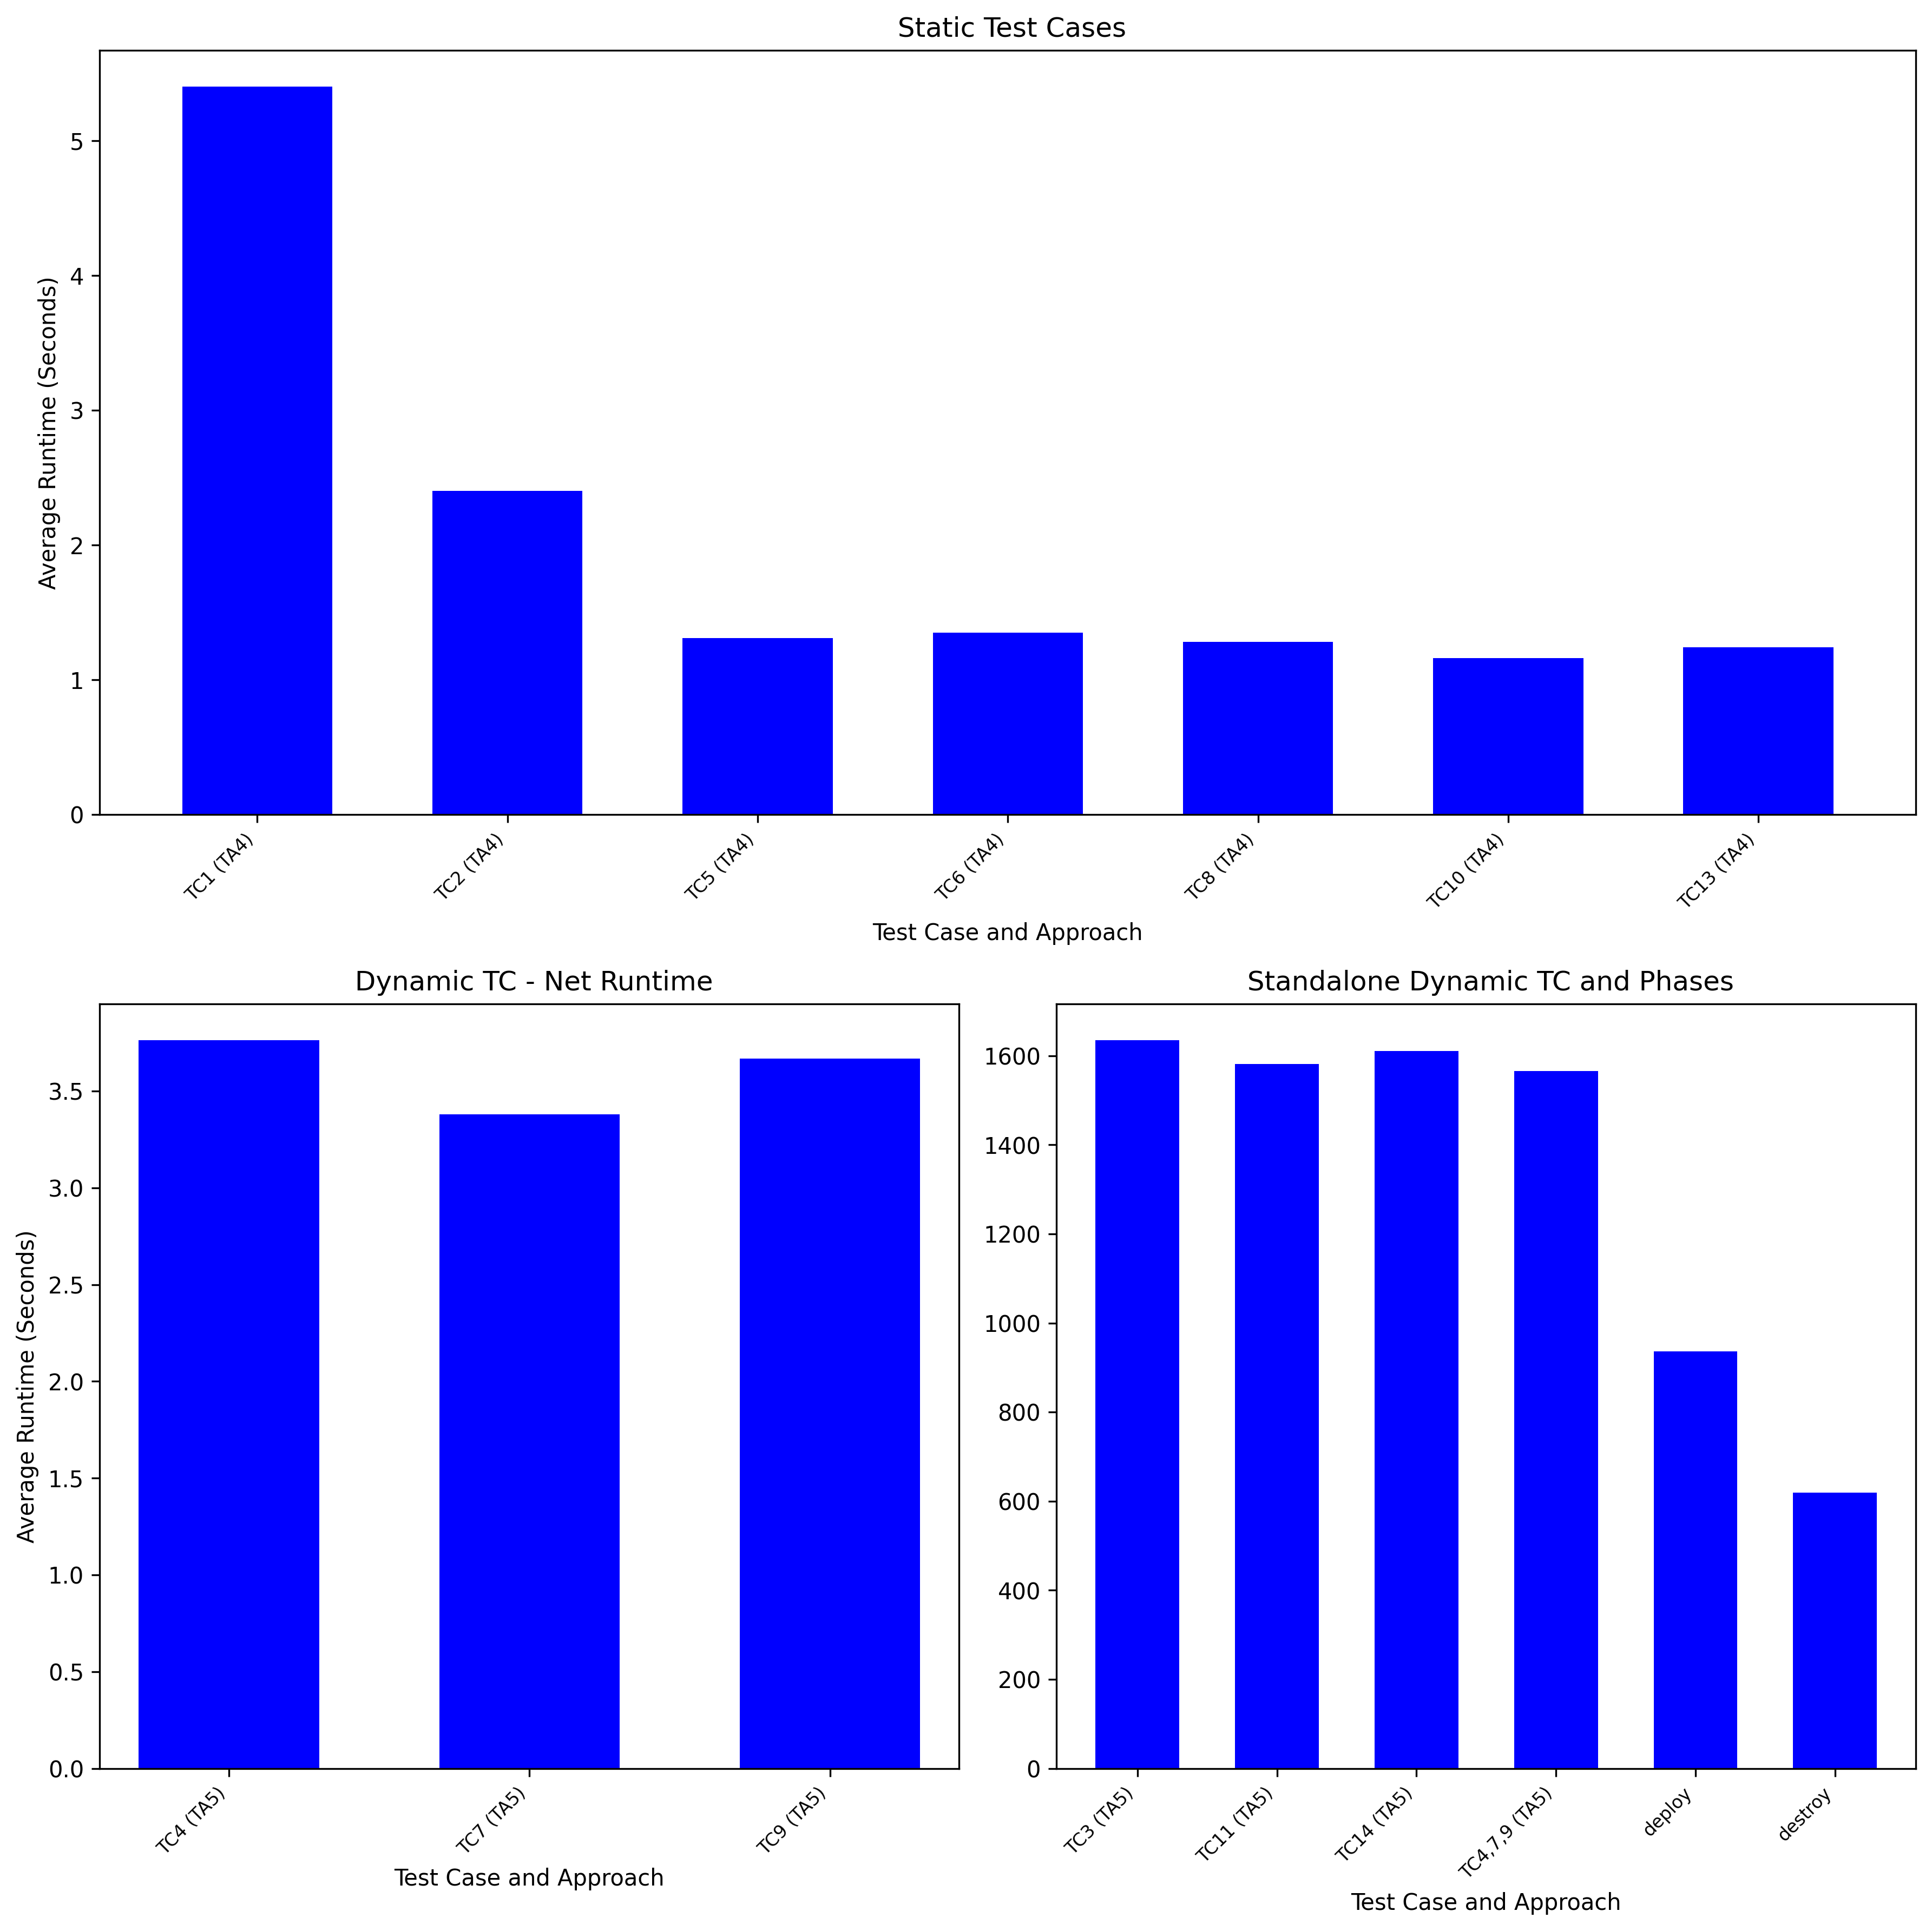 Static Test Cases
Average Runtime (Seconds)
5
4
3
2
1
0
TC1 (TA4)
TC2 (TA4)
TC5 (TA4)
TC6 (TA4)
TC8 (TA4)
TC10 (TA4)
TC13 (TA4)
Test Case and Approach
Dynamic TC - Net Runtime
Average Runtime (Seconds)
3.5
3.0
2.5
2.0
1.5
1.0
0.5
0.0
TC4 (TA5)
TC7 (TA5)
TC9 (TA5)
Test Case and Approach
Standalone Dynamic TC and Phases
1600
1400
1200
1000
800
600
400
200
0
TC3 (TA5)
TC11 (TA5)
TC14 (TA5)
TC4,7,9 (TA5)
deploy
destroy
Test Case and Approach